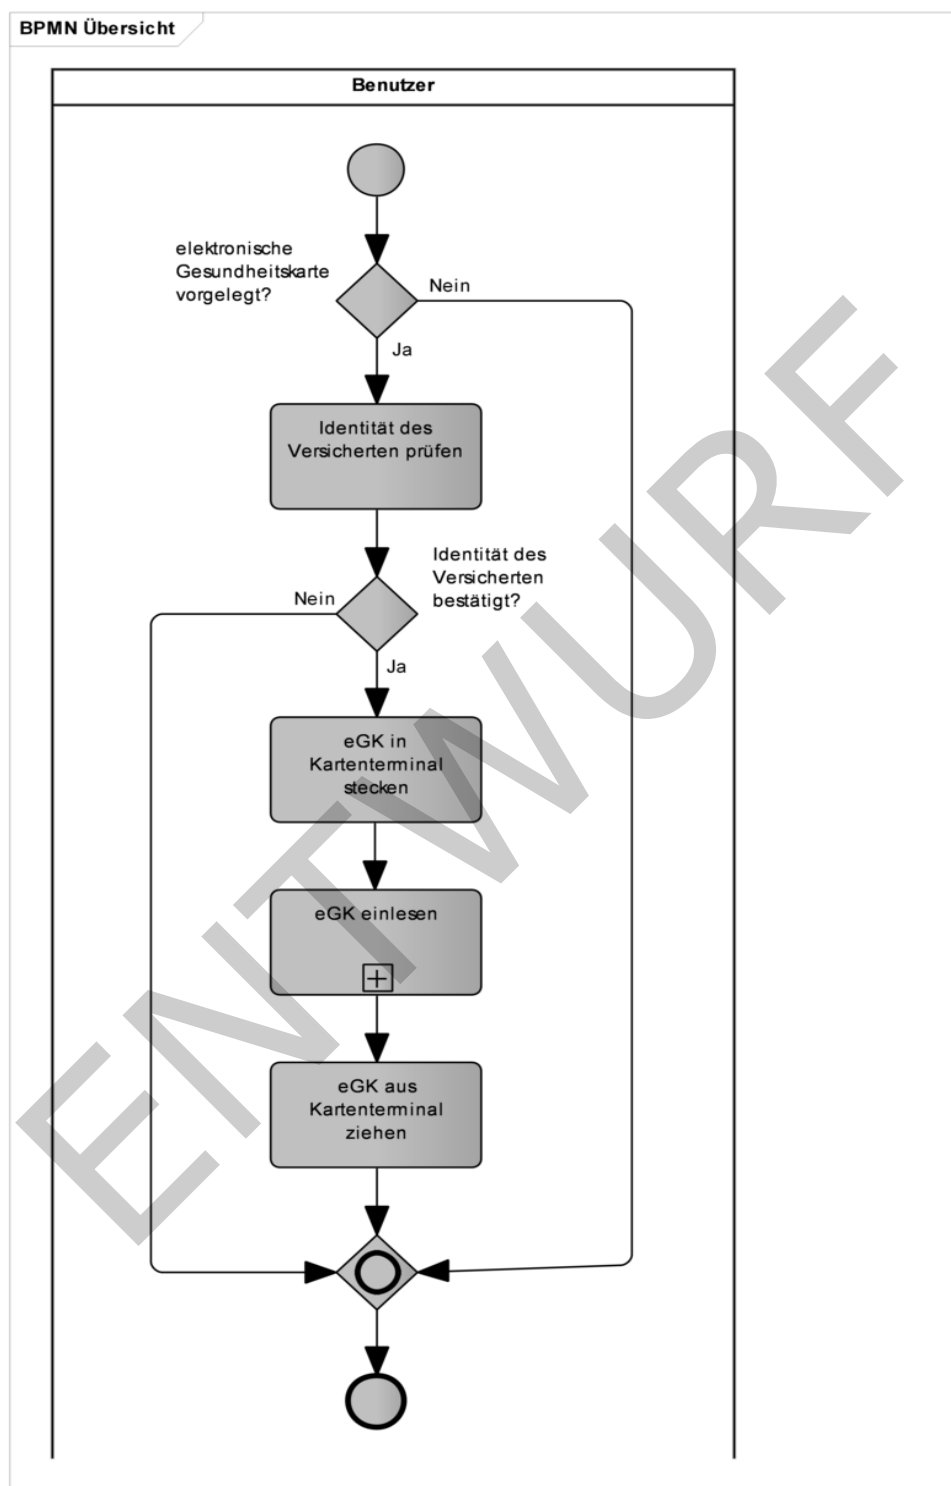 BPMN Übersicht
Benutzer
elektronische
Gesundheitskarte
vorgelegt?
Nein
Ja
Identität des
Versicherten prüfen
Identität des
Versicherten
bestätigt?
Nein
Ja
eGK in
Kartenterminal
stecken
eGK einlesen
eGK aus
Kartenterminal
ziehen
ENTWURF